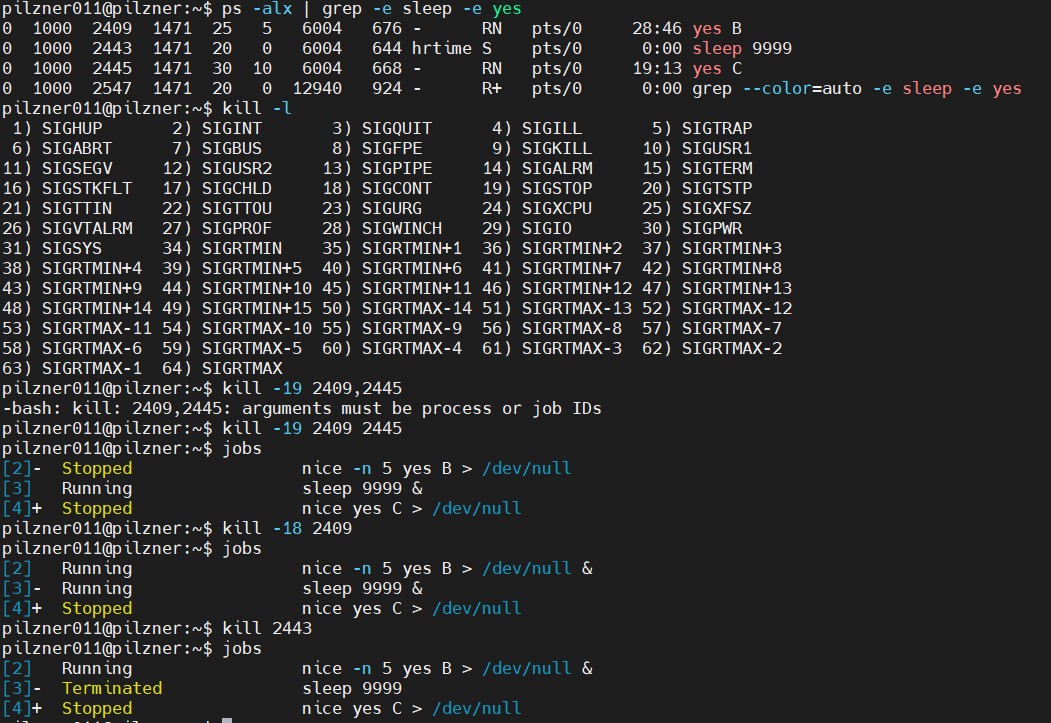 pilzner011@pilzner:~$ ps -alx | grep -e sleep -e yes
0  1000  2409  1471  25   5   6004   676 -      RN   pts/0     28:46 yes B
0  1000  2443  1471  20   0   6004   644 hrtime S    pts/0      0:00 sleep 9999
0  1000  2445  1471  30  10   6004   668 -      RN   pts/0     19:13 yes C
0  1000  2547  1471  20   0  12940   924 -      R+   pts/0      0:00 grep --color=auto -e sleep -e yes
pilzner011@pilzner:~$ kill -l
 1) SIGHUP       2) SIGINT       3) SIGQUIT      4) SIGILL       5) SIGTRAP
 6) SIGABRT      7) SIGBUS       8) SIGFPE       9) SIGKILL     10) SIGUSR1
11) SIGSEGV     12) SIGUSR2     13) SIGPIPE     14) SIGALRM     15) SIGTERM
16) SIGSTKFLT   17) SIGCHLD     18) SIGCONT     19) SIGSTOP     20) SIGTSTP
21) SIGTTIN     22) SIGTTOU     23) SIGURG      24) SIGXCPU     25) SIGXFSZ
26) SIGVTALRM   27) SIGPROF     28) SIGWINCH    29) SIGIO       30) SIGPWR
31) SIGSYS      34) SIGRTMIN    35) SIGRTMIN+1  36) SIGRTMIN+2  37) SIGRTMIN+3
38) SIGRTMIN+4  39) SIGRTMIN+5  40) SIGRTMIN+6  41) SIGRTMIN+7  42) SIGRTMIN+8
43) SIGRTMIN+9  44) SIGRTMIN+10 45) SIGRTMIN+11 46) SIGRTMIN+12 47) SIGRTMIN+13
48) SIGRTMIN+14 49) SIGRTMIN+15 50) SIGRTMAX-14 51) SIGRTMAX-13 52) SIGRTMAX-12
53) SIGRTMAX-11 54) SIGRTMAX-10 55) SIGRTMAX-9  56) SIGRTMAX-8  57) SIGRTMAX-7
58) SIGRTMAX-6  59) SIGRTMAX-5  60) SIGRTMAX-4  61) SIGRTMAX-3  62) SIGRTMAX-2
63) SIGRTMAX-1  64) SIGRTMAX
pilzner011@pilzner:~$ kill -19 2409,2445
-bash: kill: 2409,2445: arguments must be process or job IDs
pilzner011@pilzner:~$ kill -19 2409 2445
pilzner011@pilzner:~$ jobs
[2]-  Stopped                 nice -n 5 yes B > /dev/null
[3]   Running                 sleep 9999 &
[4]+  Stopped                 nice yes C > /dev/null
pilzner011@pilzner:~$ kill -18 2409
pilzner011@pilzner:~$ jobs
[2]   Running                 nice -n 5 yes B > /dev/null &
[3]-  Running                 sleep 9999 &
[4]+  Stopped                 nice yes C > /dev/null
pilzner011@pilzner:~$ kill 2443
pilzner011@pilzner:~$ jobs
[2]   Running                 nice -n 5 yes B > /dev/null &
[3]-  Terminated              sleep 9999
[4]+  Stopped                 nice yes C > /dev/null